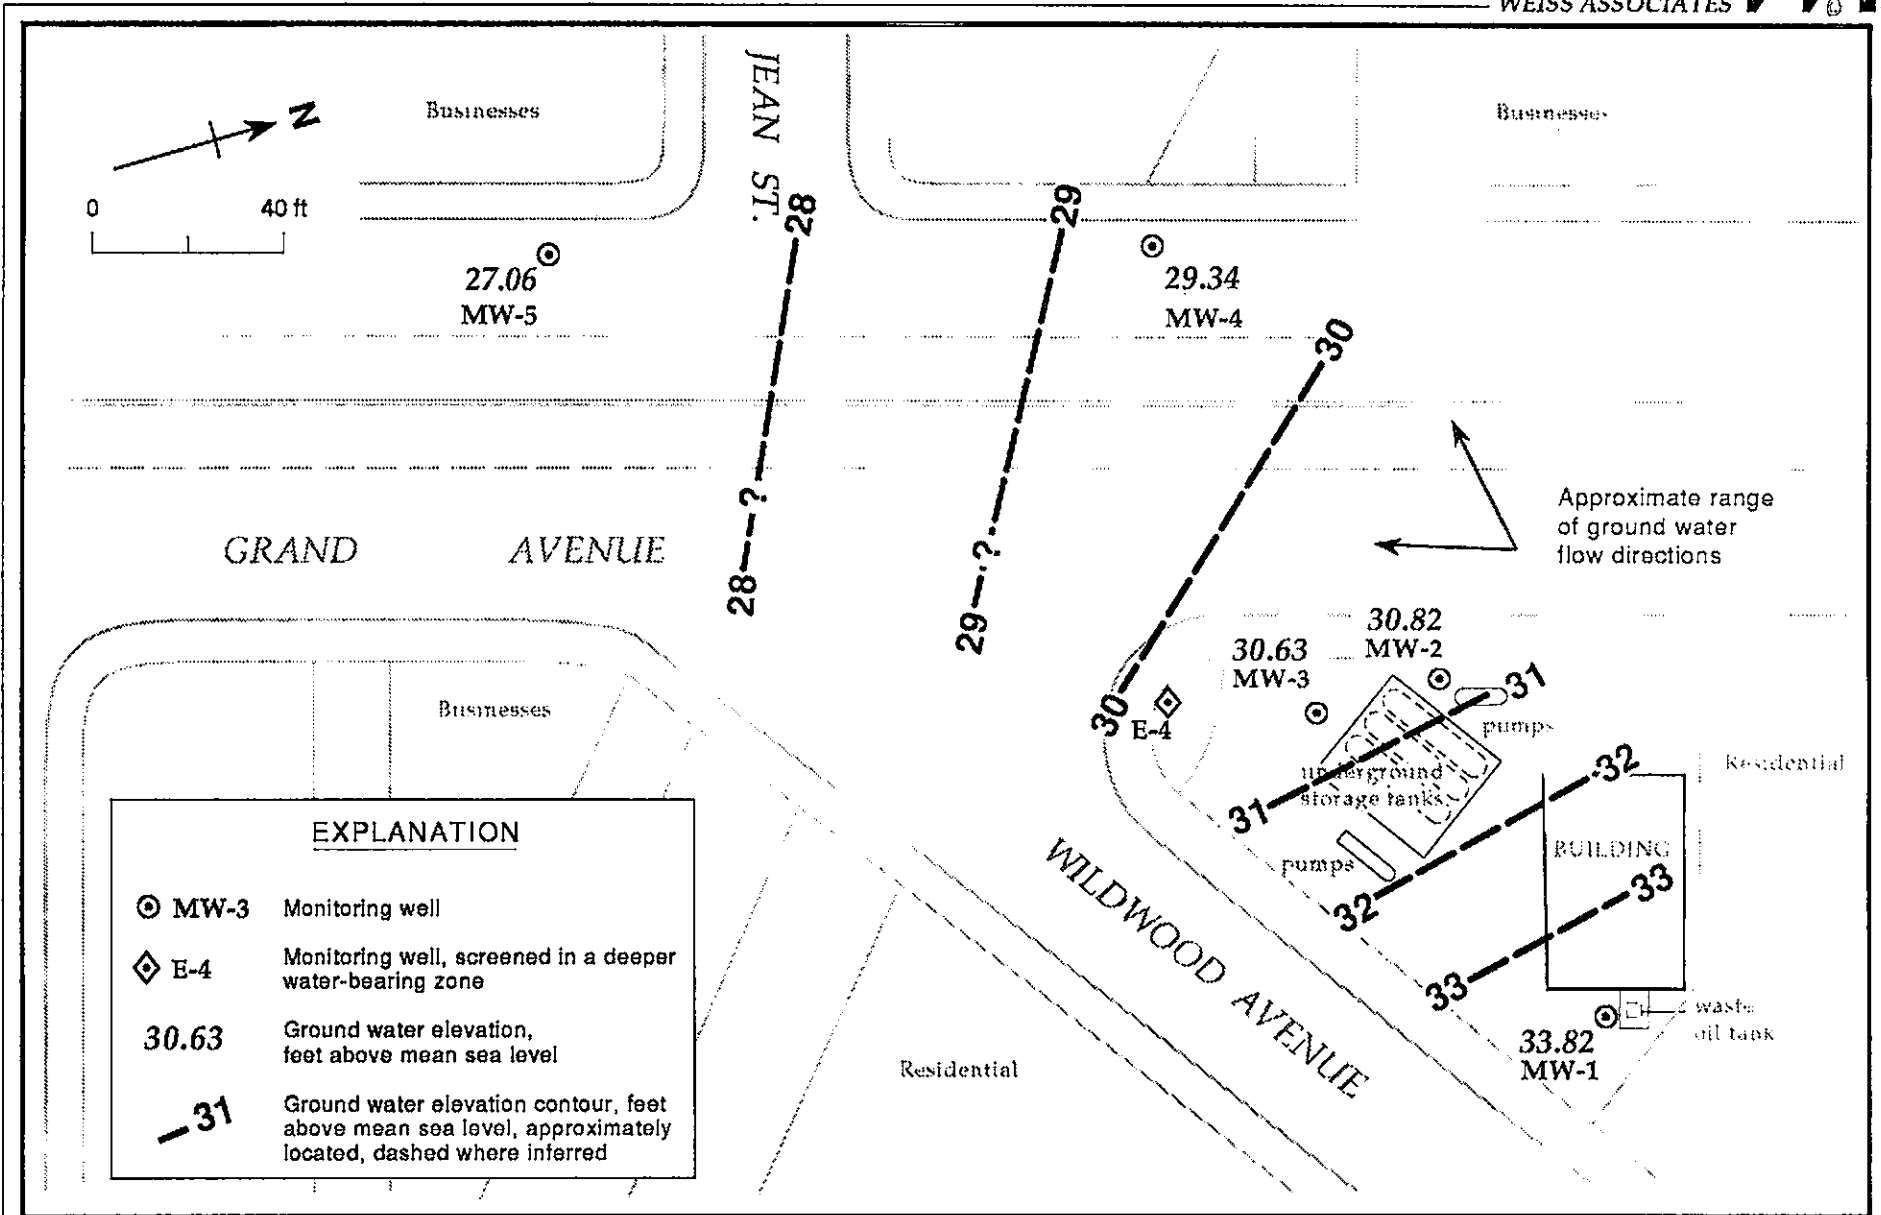 WEISS ASSOCIATES
N
0 40 ft
Businesses
JEAN ST.
Businesses
27.06
MW-5
28
29
29.34
MW-4
30
GRAND AVENUE
?
28
?
29
Approximate range
of ground water
flow directions
30.82
MW-2
30.63
MW-3
30
E-4
31
pumps
Businesses
underground
storage tanks
31
32
Residential
BUILDING
pumps
32
33
33
WILDWOOD AVENUE
waste
oil tank
33.82
MW-1
Residential
EXPLANATION
MW-3 Monitoring well
E-4 Monitoring well, screened in a deeper
water-bearing zone
30.63 Ground water elevation,
feet above mean sea level
31 Ground water elevation contour, feet
above mean sea level, approximately
located, dashed where inferred